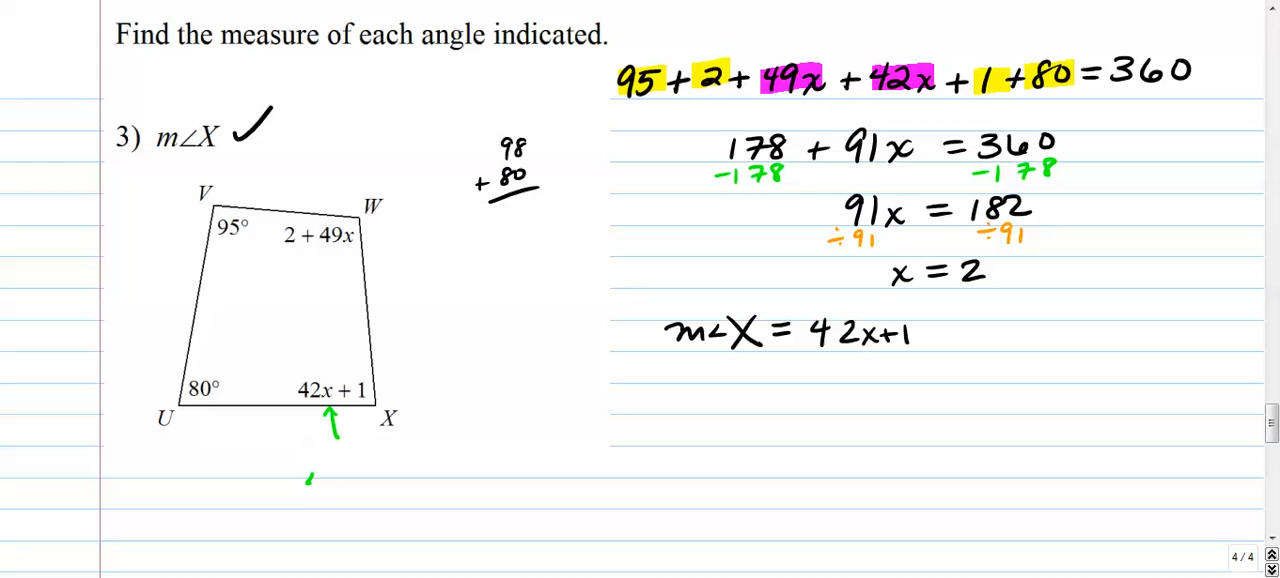 Find the measure of each angle indicated.
95 + 2 + 49x + 42x + 1 + 80 = 360
3) m∠X ✓
98
+ 80
178 + 91x = 360
-178 -178
91x = 182
÷91 ÷91
x = 2
m∠X = 42x+1
V
W
95°
2 + 49x
80°
42x + 1
U
X
4 / 4